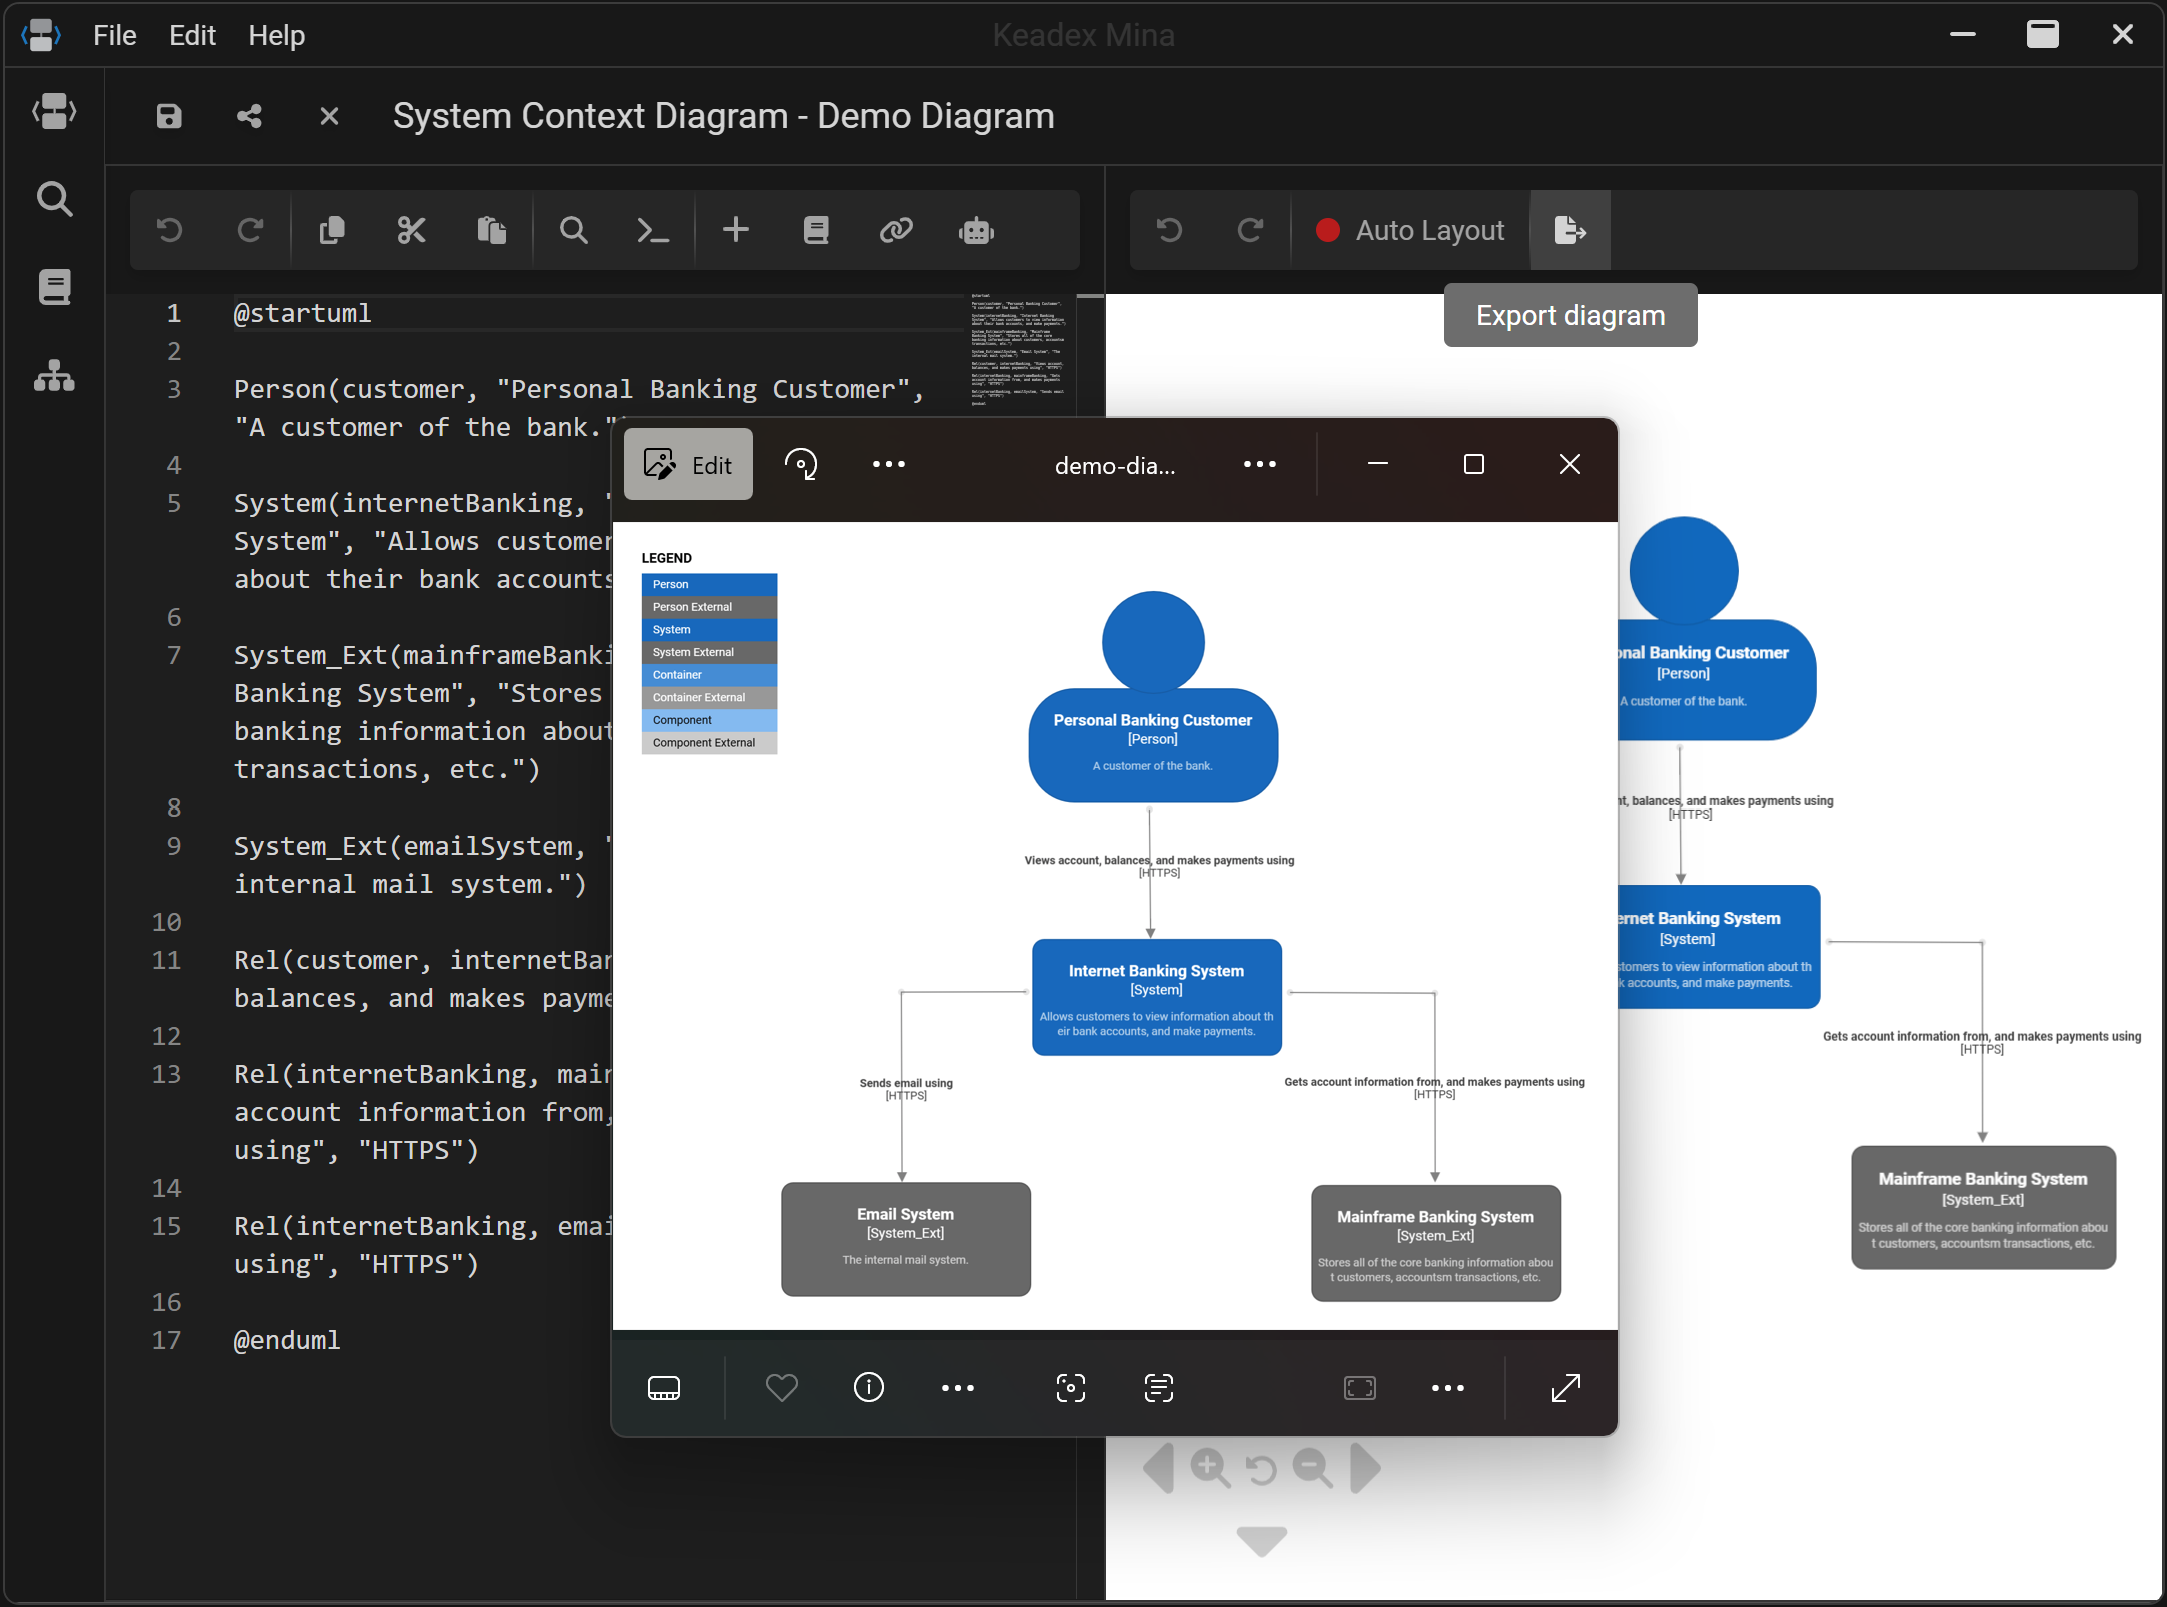 File Edit Help
Keadex Mina
System Context Diagram - Demo Diagram
Auto Layout
Export diagram
1 @startuml
2
3 Person(customer, "Personal Banking Customer",
"A customer of the bank."
4
5 System(internetBanking, "
System", "Allows customer
about their bank accounts
6
7 System_Ext(mainframeBanki
Banking System", "Stores
banking information about
transactions, etc.")
8
9 System_Ext(emailSystem, "
internal mail system.")
10
11 Rel(customer, internetBan
balances, and makes payme
12
13 Rel(internetBanking, main
account information from,
using", "HTTPS")
14
15 Rel(internetBanking, emai
using", "HTTPS")
16
17 @enduml
Edit
demo-dia...
LEGEND
Person
Person External
System
System External
Container
Container External
Component
Component External
Personal Banking Customer
[Person]
A customer of the bank.
Views account, balances, and makes payments using
[HTTPS]
Internet Banking System
[System]
Allows customers to view information about th
eir bank accounts, and make payments.
Sends email using
[HTTPS]
Gets account information from, and makes payments using
[HTTPS]
Email System
[System_Ext]
The internal mail system.
Mainframe Banking System
[System_Ext]
Stores all of the core banking information abou
t customers, accountsm transactions, etc.
onal Banking Customer
[Person]
A customer of the bank.
nt, balances, and makes payments using
[HTTPS]
ernet Banking System
[System]
stomers to view information about th
k accounts, and make payments.
Gets account information from, and makes payments using
[HTTPS]
Mainframe Banking System
[System_Ext]
Stores all of the core banking information abou
t customers, accountsm transactions, etc.